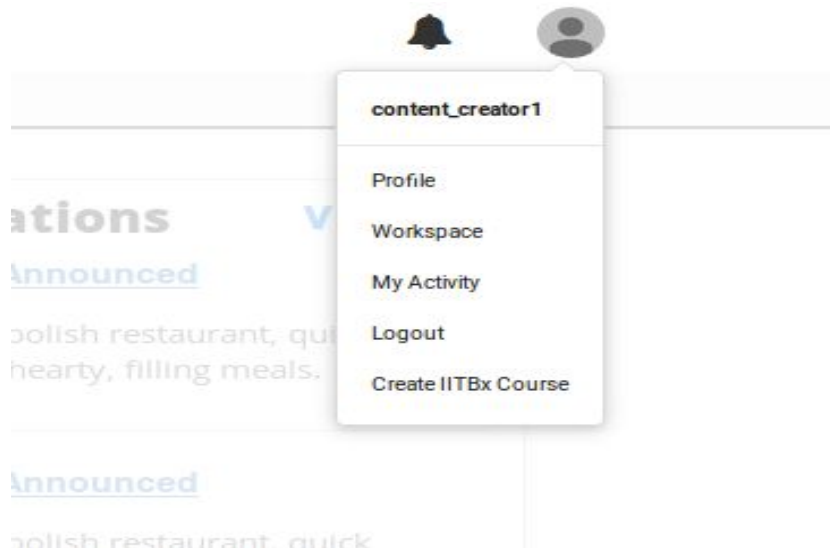 content_creator1
Profile
ations
Workspace
Announced
My Activity
polish restaurant,
Logout
hearty, filling meals.
Create IITBx Course
Announced
polish restaurant, quick